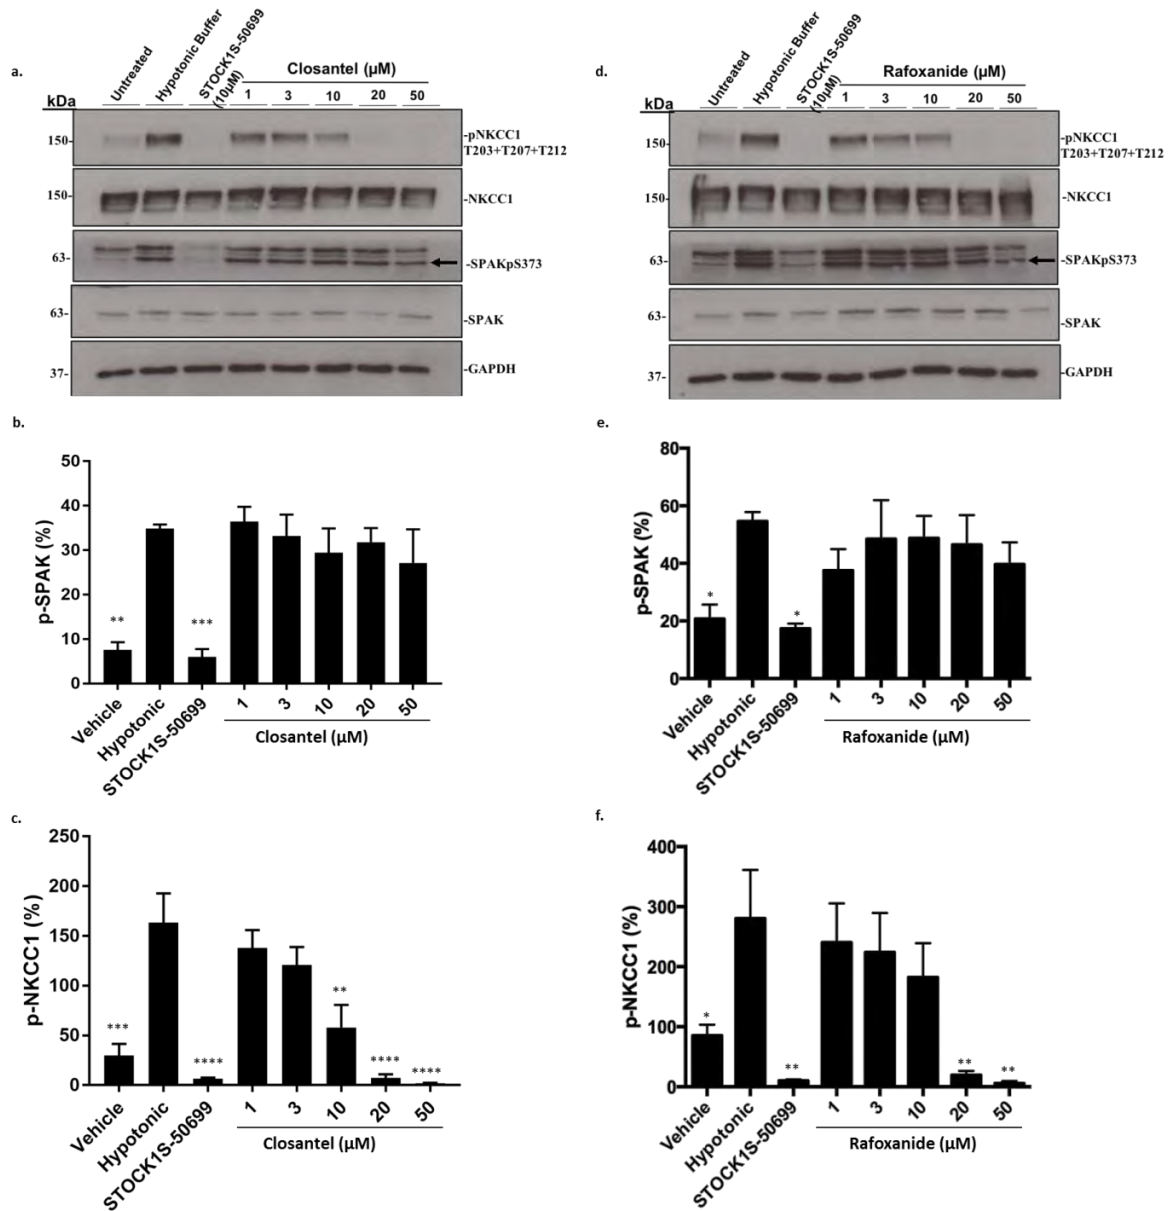 a.
Untreated
Hypotonic Buffer
STOCK1S-50699
(10µM)
Closantel (µM)
1 3 10 20 50
kDa
150-
-pNKCC1
T203+T207+T212
150-
-NKCC1
63-
-SPAKpS373
63-
-SPAK
37-
-GAPDH
d.
Untreated
Hypotonic Buffer
STOCK1S-50699
(10µM)
Rafoxanide (µM)
1 3 10 20 50
kDa
150-
-pNKCC1
T203+T207+T212
150-
-NKCC1
63-
-SPAKpS373
63-
-SPAK
37-
-GAPDH
b.
p-SPAK (%)
50
40
30
20
10
0
**
***
Vehicle
Hypotonic
STOCK1S-50699
1 3 10 20 50
Closantel (µM)
e.
p-SPAK (%)
80
60
40
20
0
*
*
Vehicle
Hypotonic
STOCK1S-50699
1 3 10 20 50
Rafoxanide (µM)
c.
p-NKCC1 (%)
250
200
150
100
50
0
***
****
**
****
****
Vehicle
Hypotonic
STOCK1S-50699
1 3 10 20 50
Closantel (µM)
f.
p-NKCC1 (%)
400
300
200
100
0
*
**
**
**
Vehicle
Hypotonic
STOCK1S-50699
1 3 10 20 50
Rafoxanide (µM)